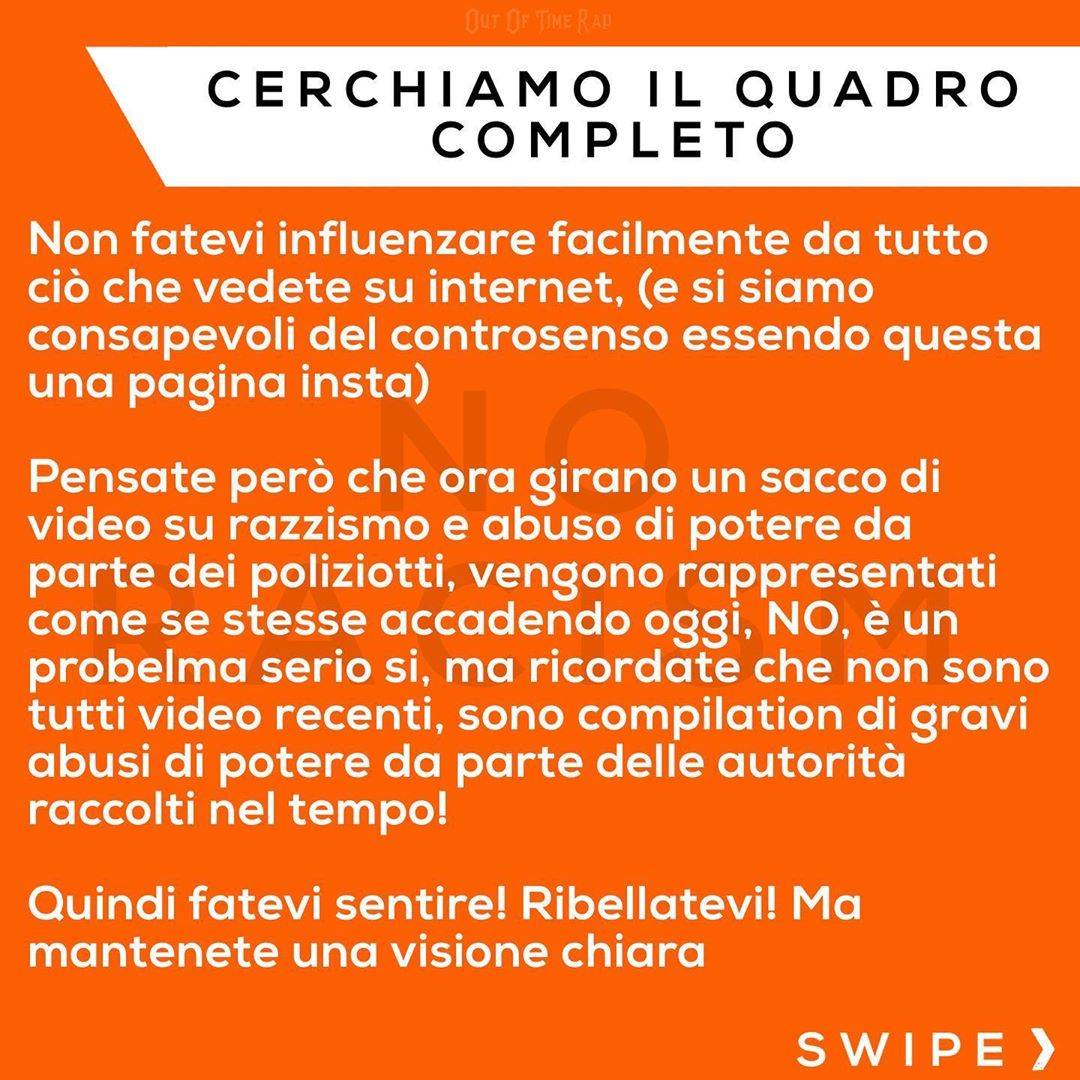 Out Of Time Rap
CERCHIAMO IL QUADRO
COMPLETO
Non fatevi influenzare facilmente da tutto
ciò che vedete su internet, (e si siamo
consapevoli del controsenso essendo questa
una pagina insta)
NO
Pensate però che ora girano un sacco di
video su razzismo e abuso di potere da
parte dei poliziotti, vengono rappresentati
RACISM
come se stesse accadendo oggi, NO, è un
probelma serio si, ma ricordate che non sono
tutti video recenti, sono compilation di gravi
abusi di potere da parte delle autorità
raccolti nel tempo!
Quindi fatevi sentire! Ribellatevi! Ma
mantenete una visione chiara
SWIPE